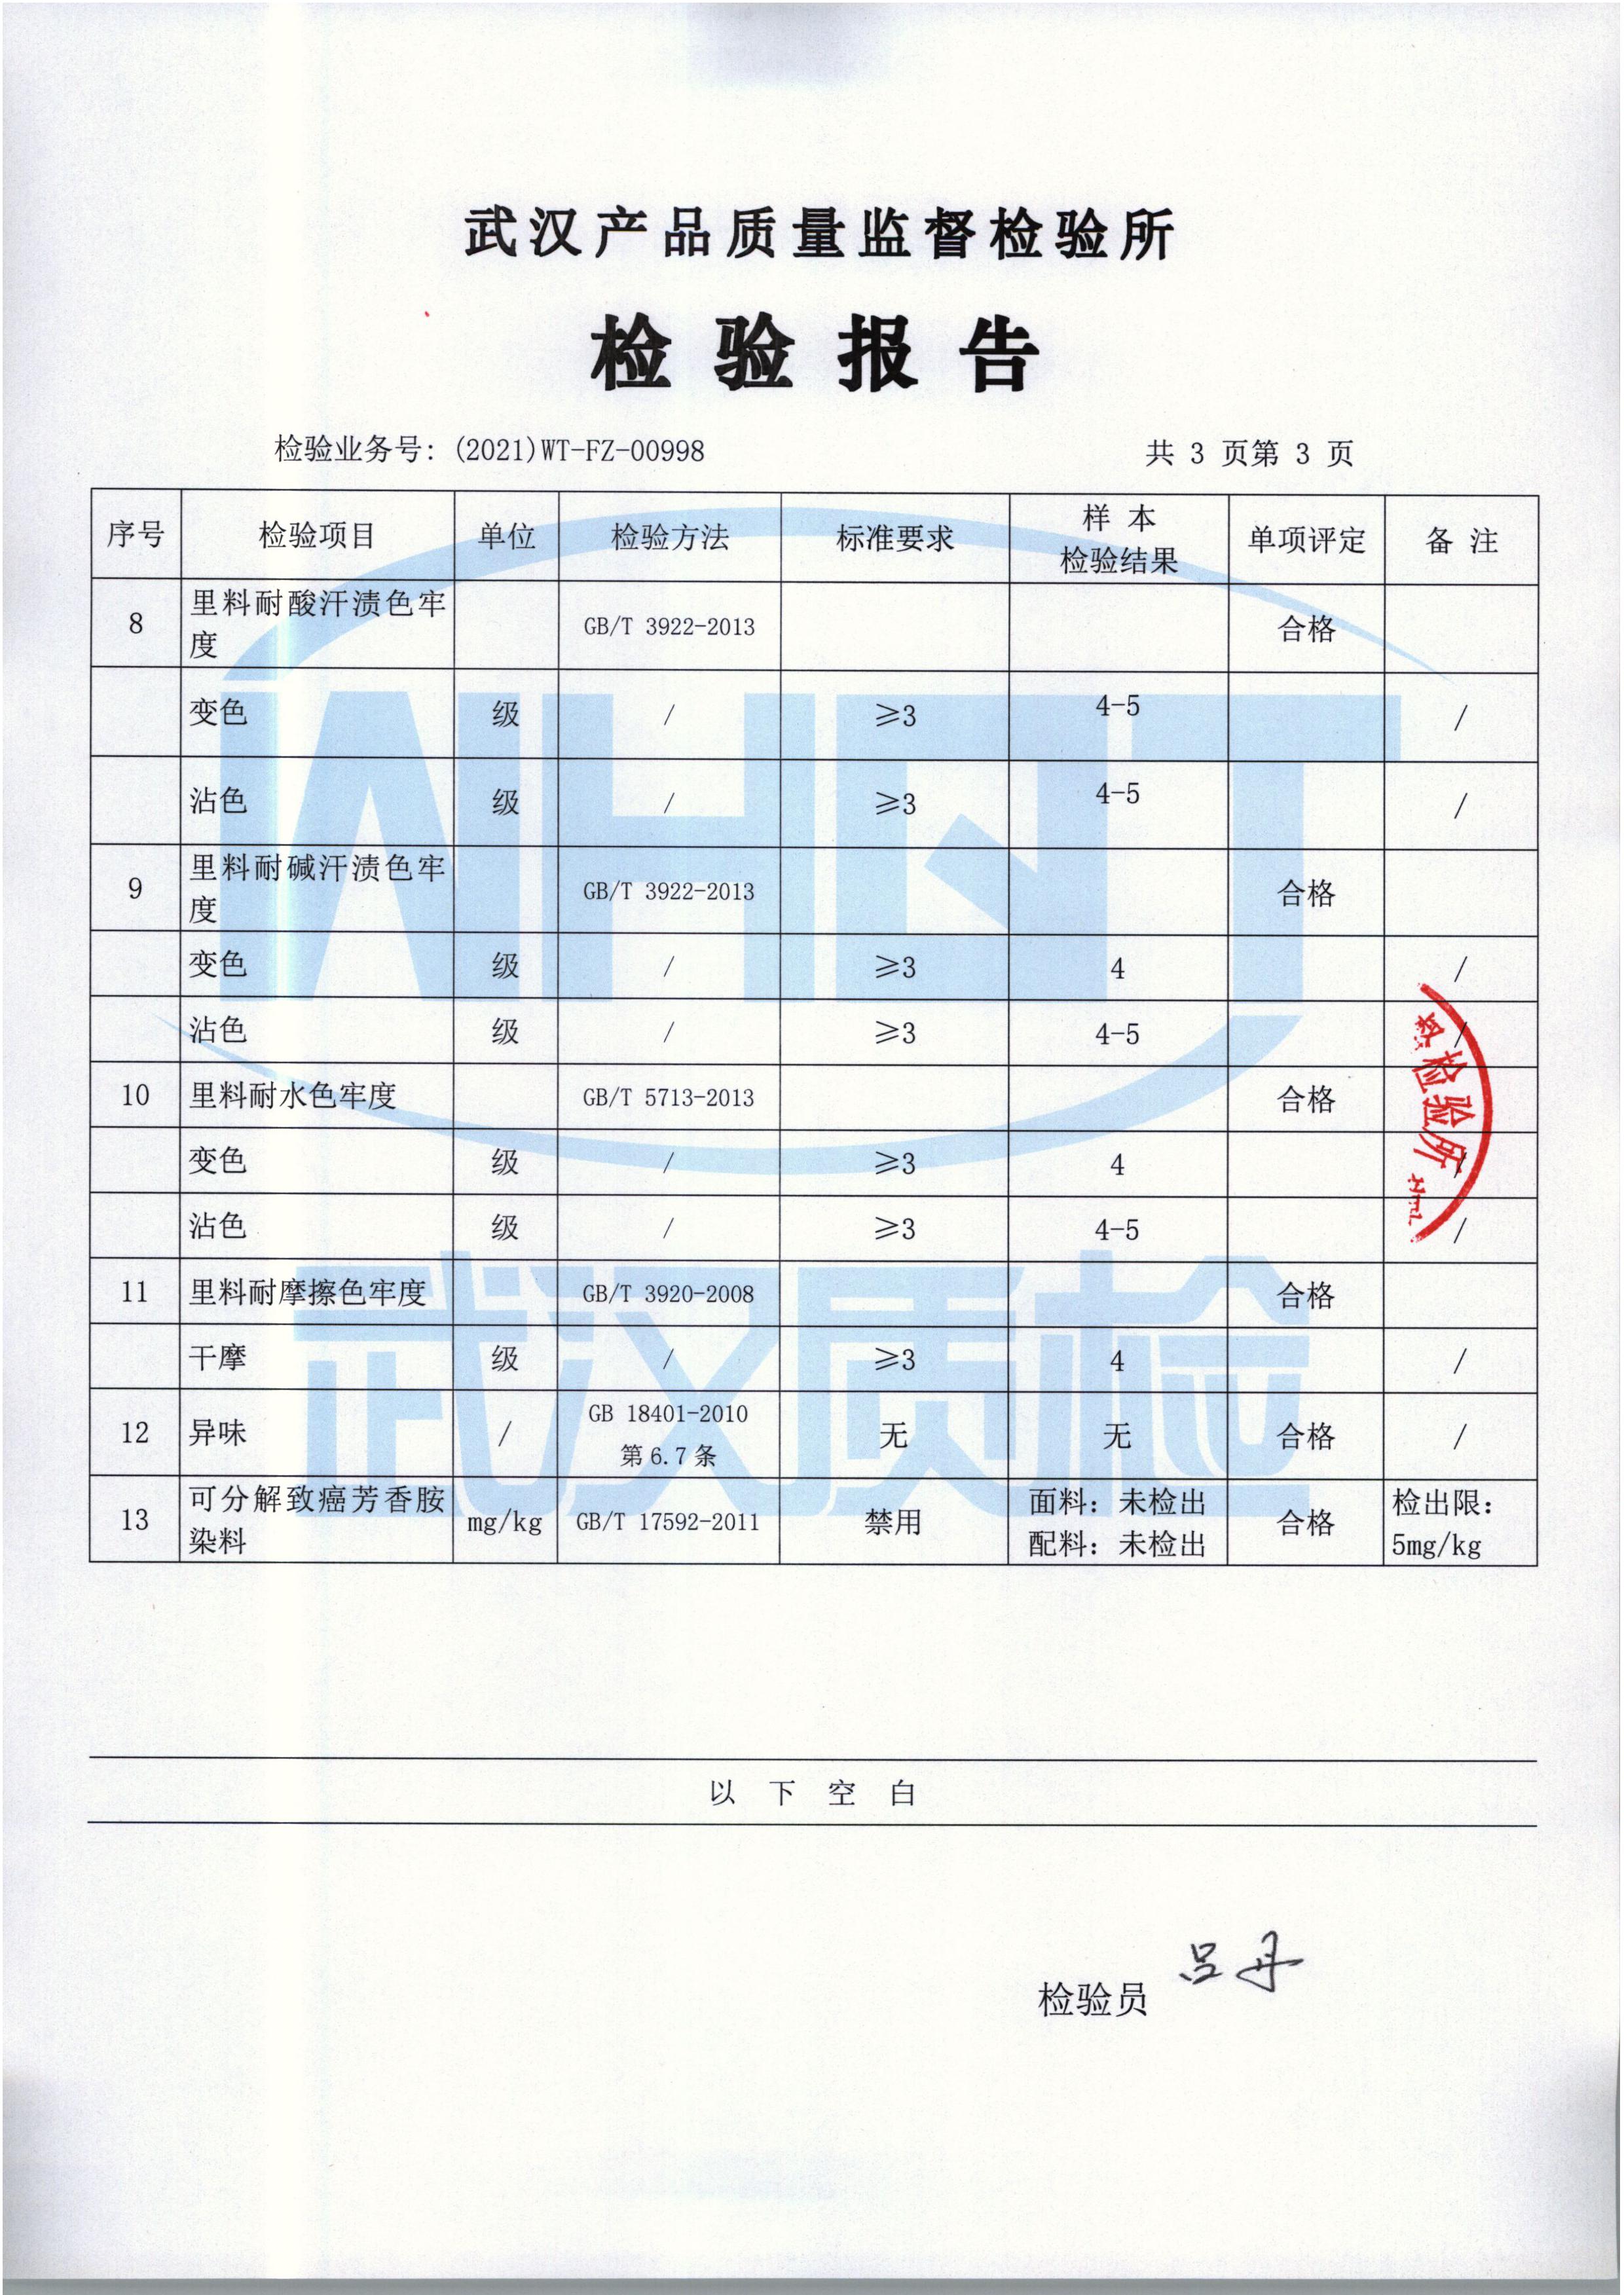 武汉产品质量监督检验所
检验报告
检验业务号：(2021)WT-FZ-00998 共 3 页第 3 页
序号 检验项目 单位 检验方法 标准要求 样 本 检验结果 单项评定 备 注
8 里料耐酸汗渍色牢度 GB/T 3922-2013 合格
变色 级 / ≥3 4-5 /
沾色 级 / ≥3 4-5 /
9 里料耐碱汗渍色牢度 GB/T 3922-2013 合格
变色 级 / ≥3 4 /
沾色 级 / ≥3 4-5 /
10 里料耐水色牢度 GB/T 5713-2013 合格
变色 级 / ≥3 4 /
沾色 级 / ≥3 4-5 /
11 里料耐摩擦色牢度 GB/T 3920-2008 合格
干摩 级 / ≥3 4 /
12 异味 / GB 18401-2010 第 6.7 条 无 无 合格 /
13 可分解致癌芳香胺染料 mg/kg GB/T 17592-2011 禁用 面料：未检出 配料：未检出 合格 检出限：5mg/kg
WHQT
武汉质检
检验所
以 下 空 白
检验员 吕丹